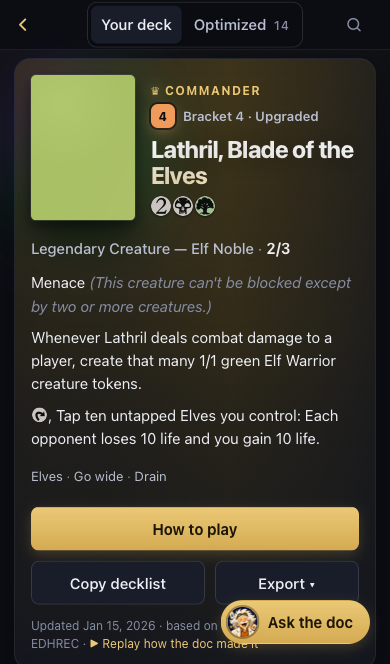 Your deck Optimized 14
COMMANDER
4 Bracket 4 · Upgraded
Lathril, Blade of the
Elves
2
Legendary Creature — Elf Noble · 2/3
Menace (This creature can't be blocked except
by two or more creatures.)
Whenever Lathril deals combat damage to a
player, create that many 1/1 green Elf Warrior
creature tokens.
, Tap ten untapped Elves you control: Each
opponent loses 10 life and you gain 10 life.
Elves · Go wide · Drain
How to play
Copy decklist Export ▾
Updated Jan 15, 2026 · based on
Ask the doc
EDHREC · ▶ Replay how the doc made it